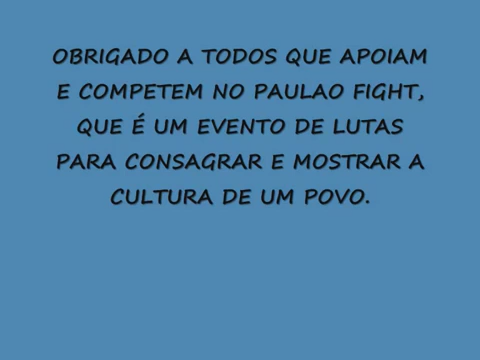 OBRIGADO A TODOS QUE APOIAM
E COMPETEM NO PAULAO FIGHT,
QUE É UM EVENTO DE LUTAS
PARA CONSAGRAR E MOSTRAR A
CULTURA DE UM POVO.